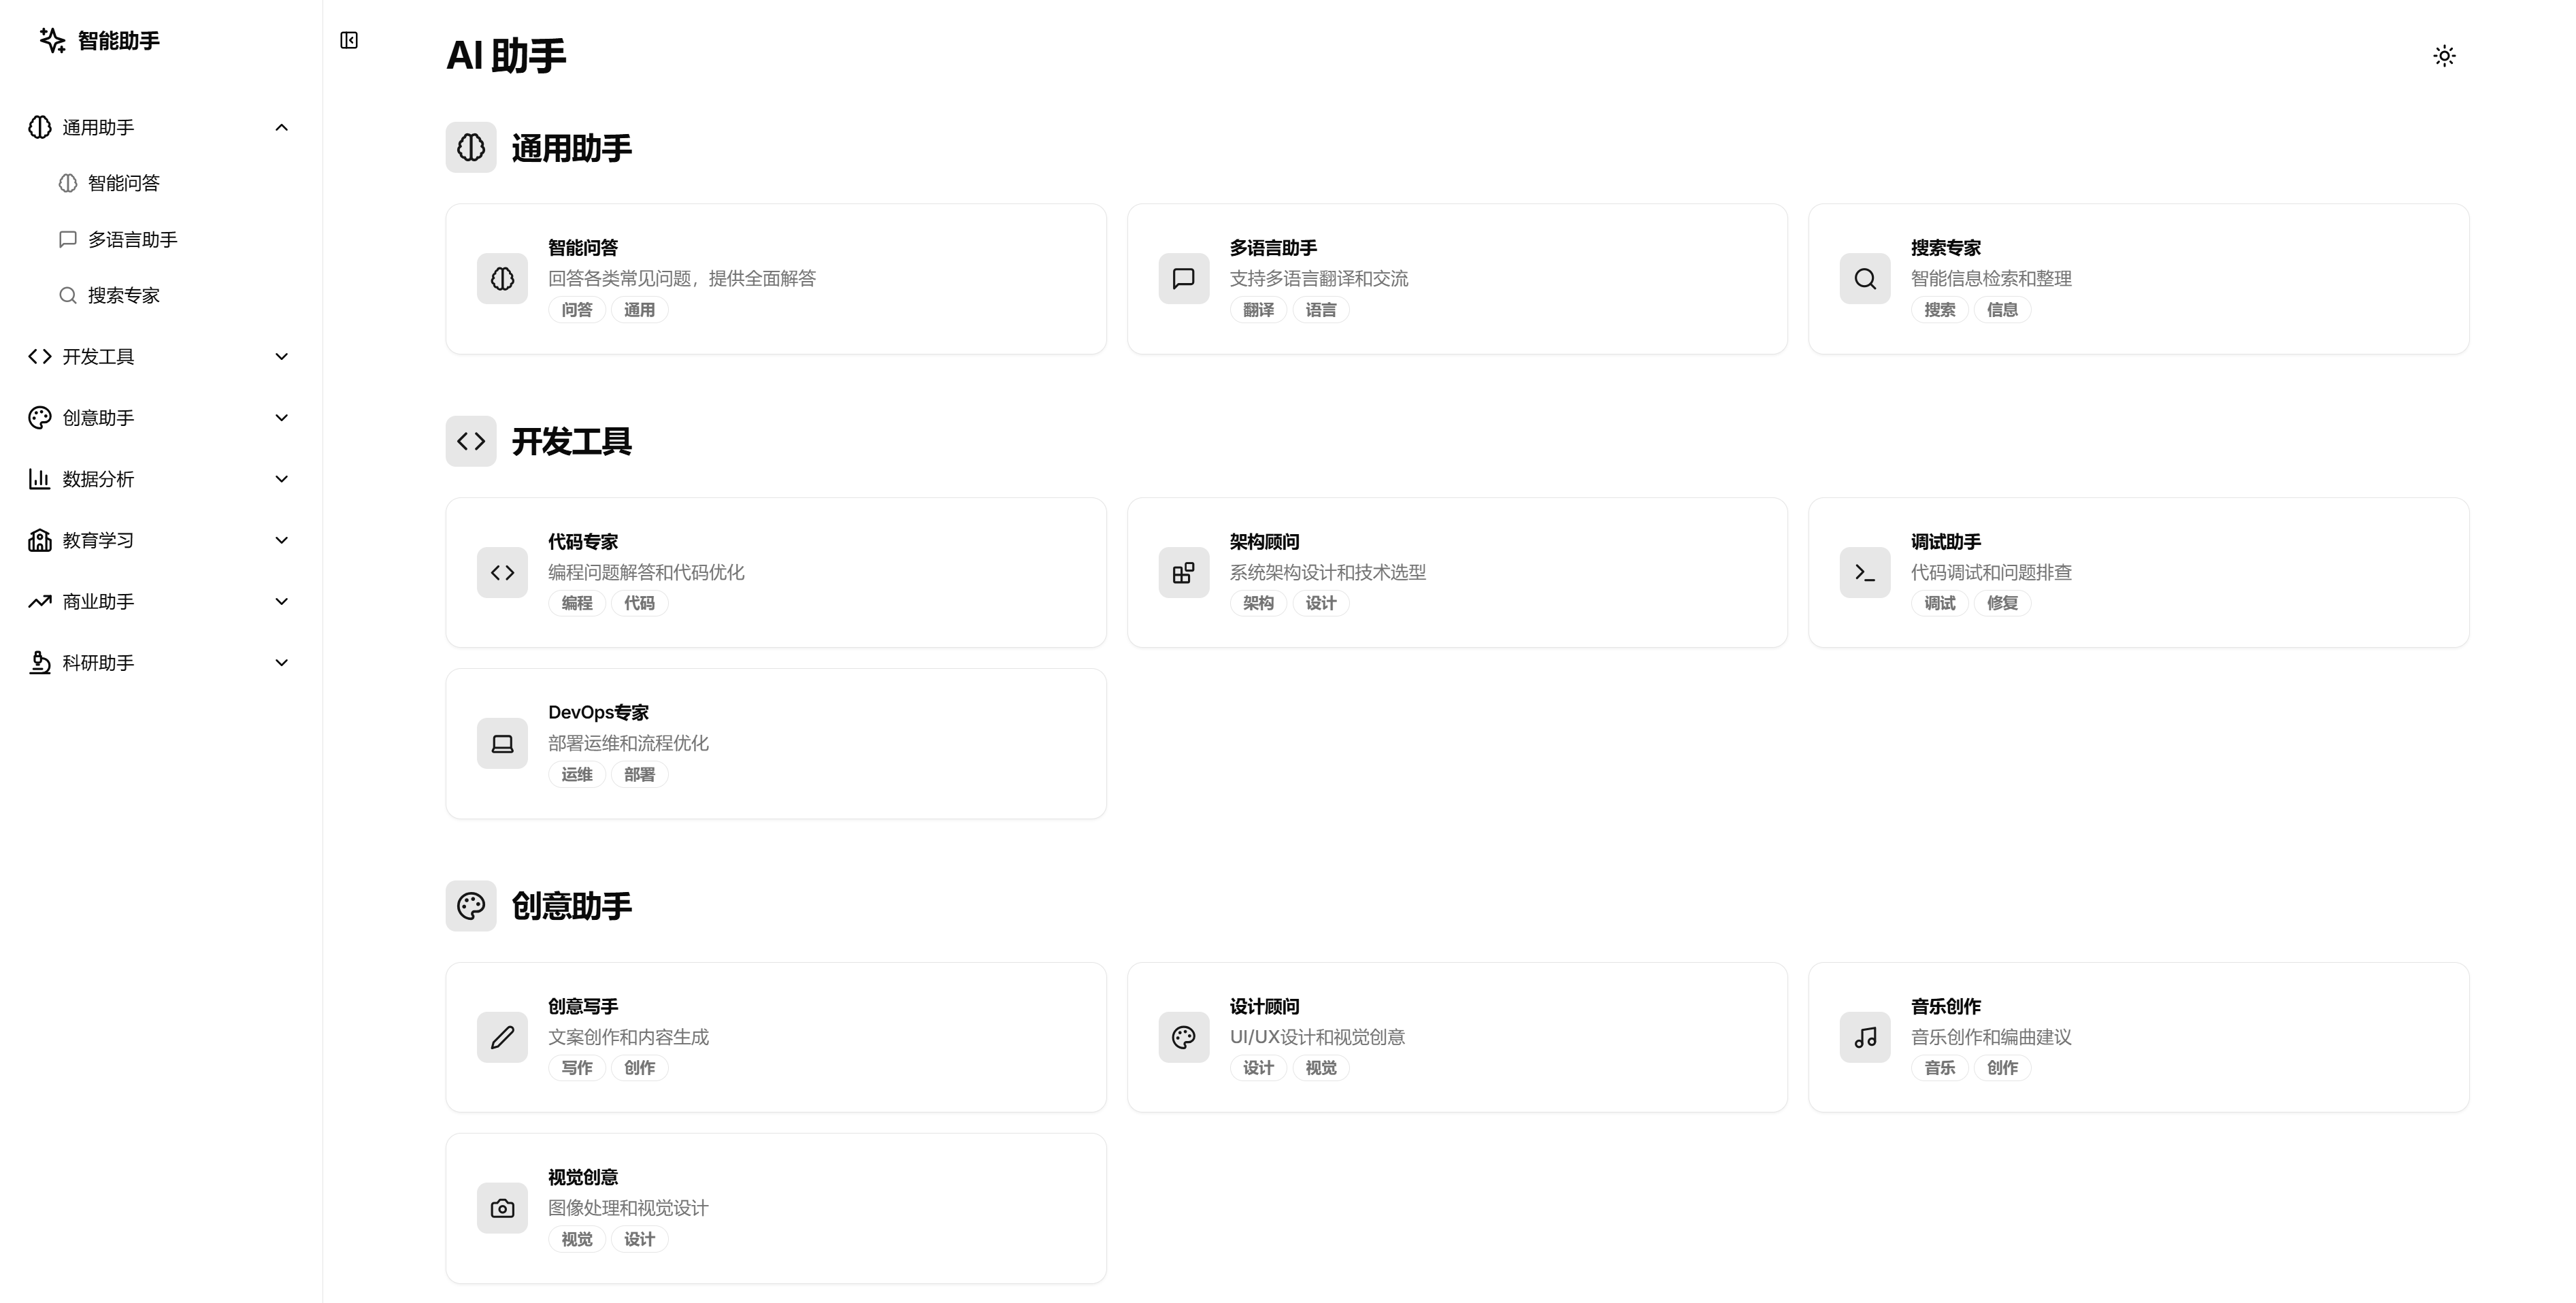 智能助手
通用助手
智能问答
多语言助手
搜索专家
开发工具
创意助手
数据分析
教育学习
商业助手
科研助手
AI 助手
通用助手
智能问答
回答各类常见问题，提供全面解答
问答 通用
多语言助手
支持多语言翻译和交流
翻译 语言
搜索专家
智能信息检索和整理
搜索 信息
开发工具
代码专家
编程问题解答和代码优化
编程 代码
架构顾问
系统架构设计和技术选型
架构 设计
调试助手
代码调试和问题排查
调试 修复
DevOps专家
部署运维和流程优化
运维 部署
创意助手
创意写手
文案创作和内容生成
写作 创作
设计顾问
UI/UX设计和视觉创意
设计 视觉
音乐创作
音乐创作和编曲建议
音乐 创作
视觉创意
图像处理和视觉设计
视觉 设计